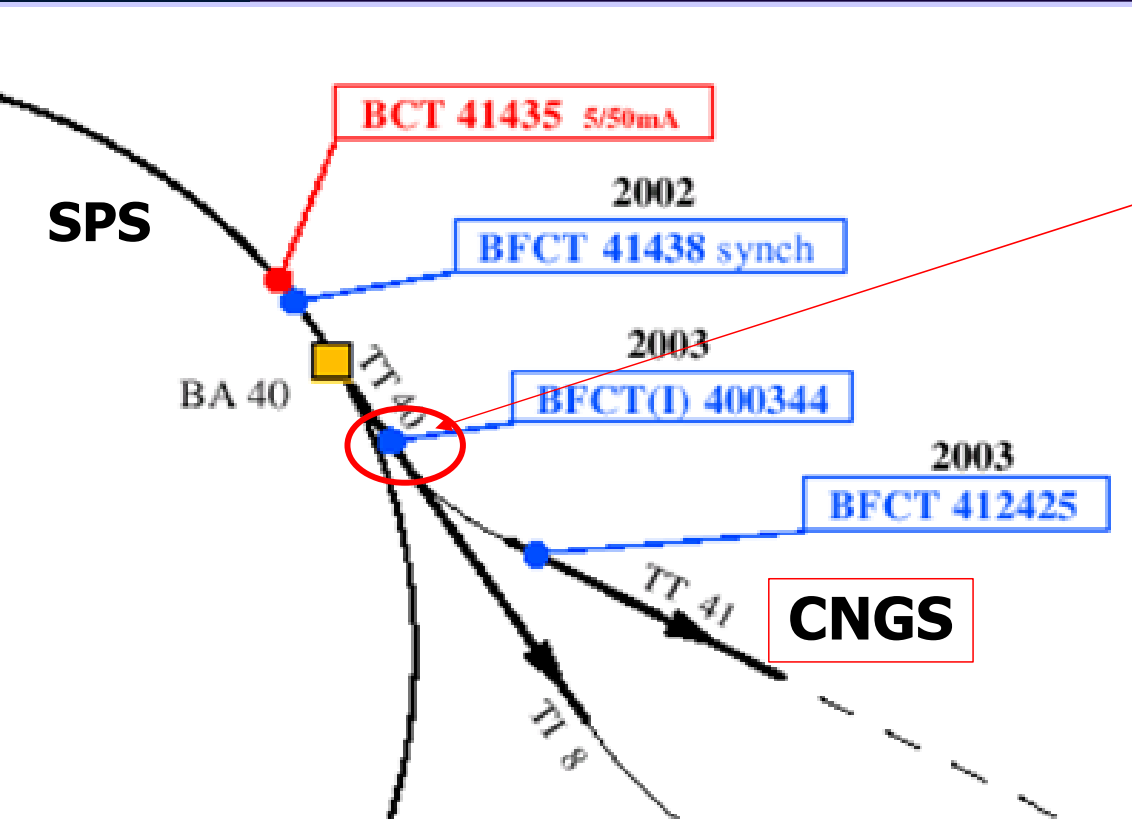 BCT 41435 5/50mA
2002
SPS
BFCT 41438 synch
2003
TT 40
BA 40
BFCT(I) 400344
2003
BFCT 412425
TT 41
CNGS
TI 8